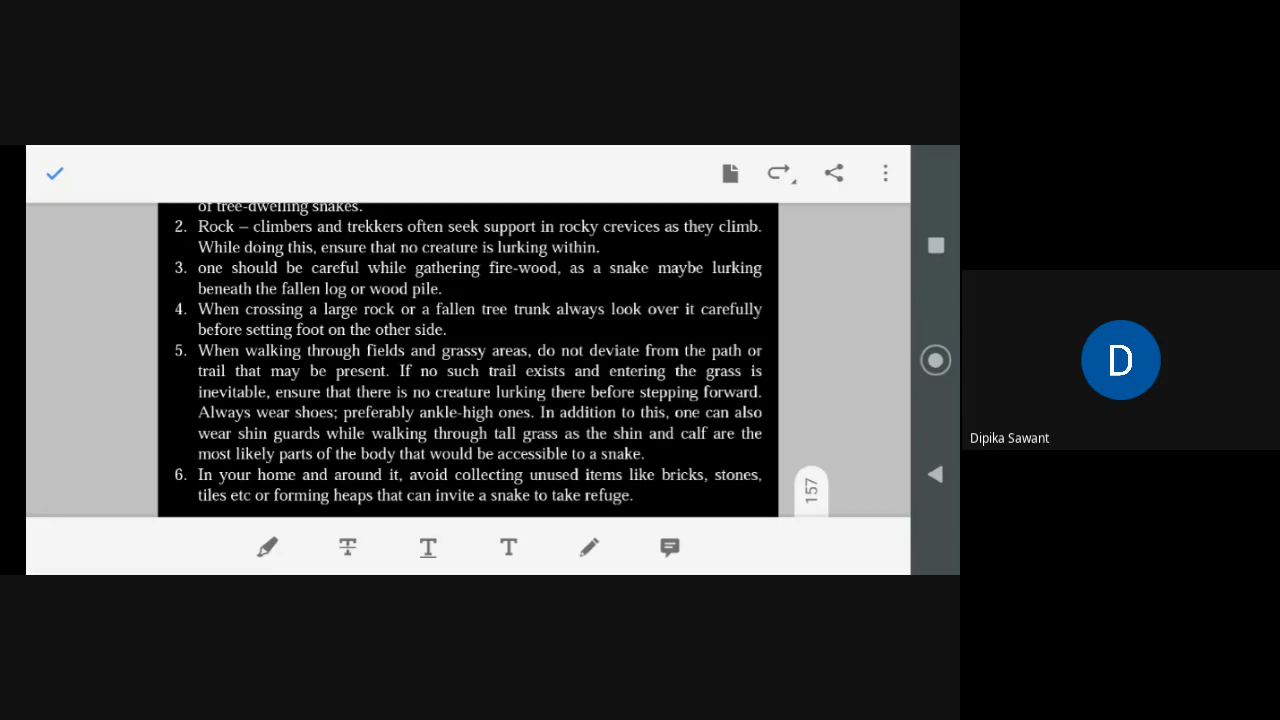 of tree-dwelling snakes.
2. Rock – climbers and trekkers often seek support in rocky crevices as they climb.
While doing this, ensure that no creature is lurking within.
3. one should be careful while gathering fire-wood, as a snake maybe lurking
beneath the fallen log or wood pile.
4. When crossing a large rock or a fallen tree trunk always look over it carefully
before setting foot on the other side.
5. When walking through fields and grassy areas, do not deviate from the path or
trail that may be present. If no such trail exists and entering the grass is
inevitable, ensure that there is no creature lurking there before stepping forward.
Always wear shoes; preferably ankle-high ones. In addition to this, one can also
wear shin guards while walking through tall grass as the shin and calf are the
most likely parts of the body that would be accessible to a snake.
6. In your home and around it, avoid collecting unused items like bricks, stones,
tiles etc or forming heaps that can invite a snake to take refuge.
157
T
T
T
D
Dipika Sawant